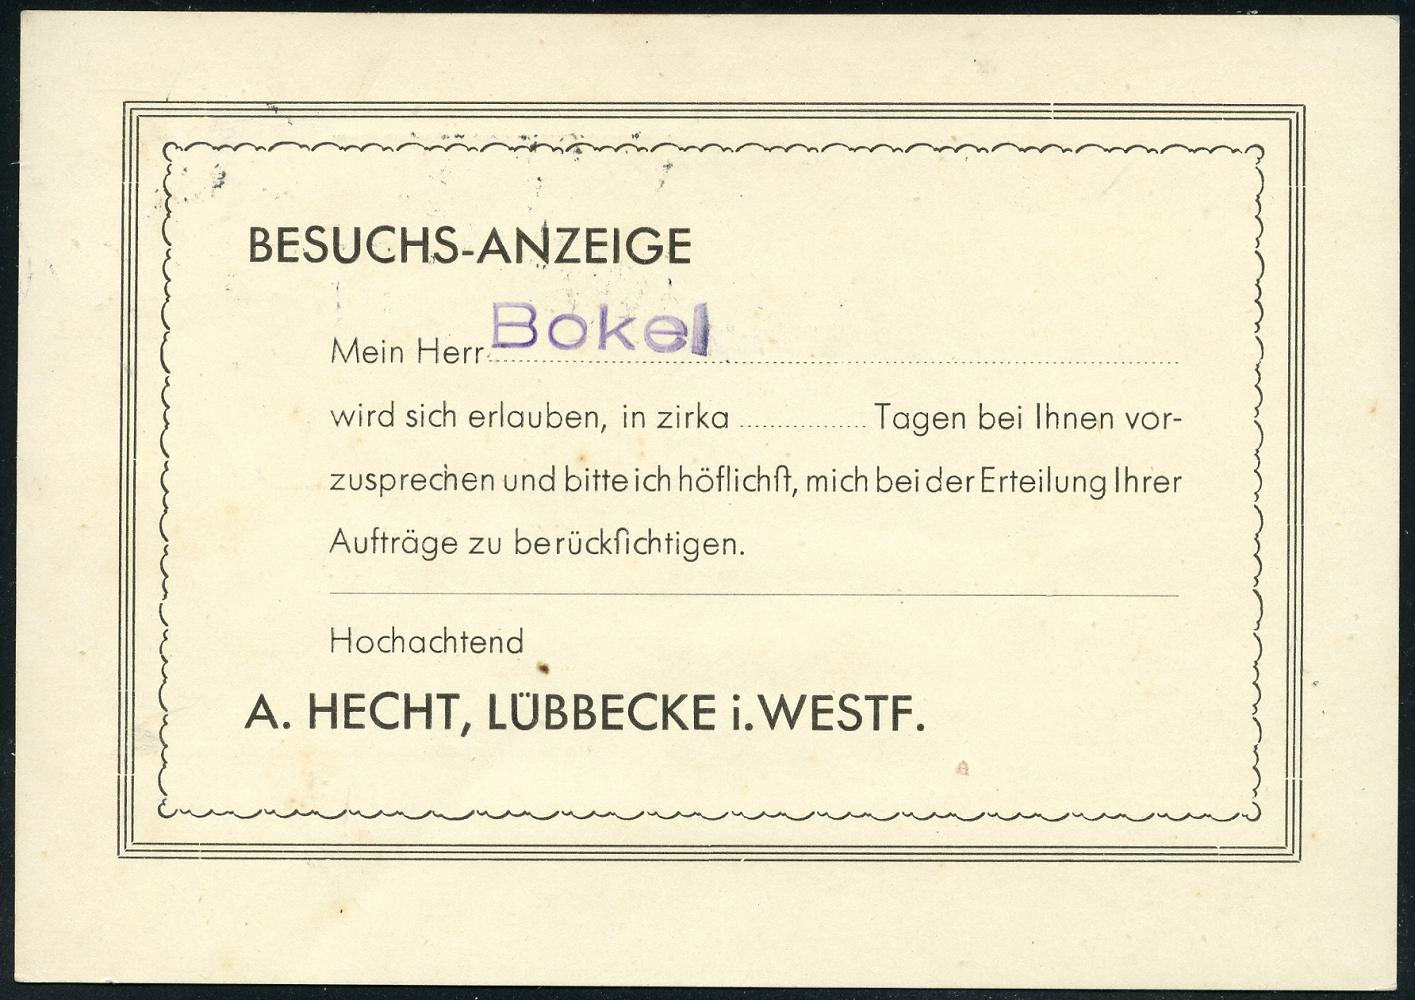 BESUCHS-ANZEIGE
Mein Herr Bokel
wird sich erlauben, in zirka ................ Tagen bei Ihnen vor-
zusprechen und bitte ich höflichſt, mich bei der Erteilung Ihrer
Aufträge zu berückſichtigen.
Hochachtend
A. HECHT, LÜBBECKE i. WESTF.